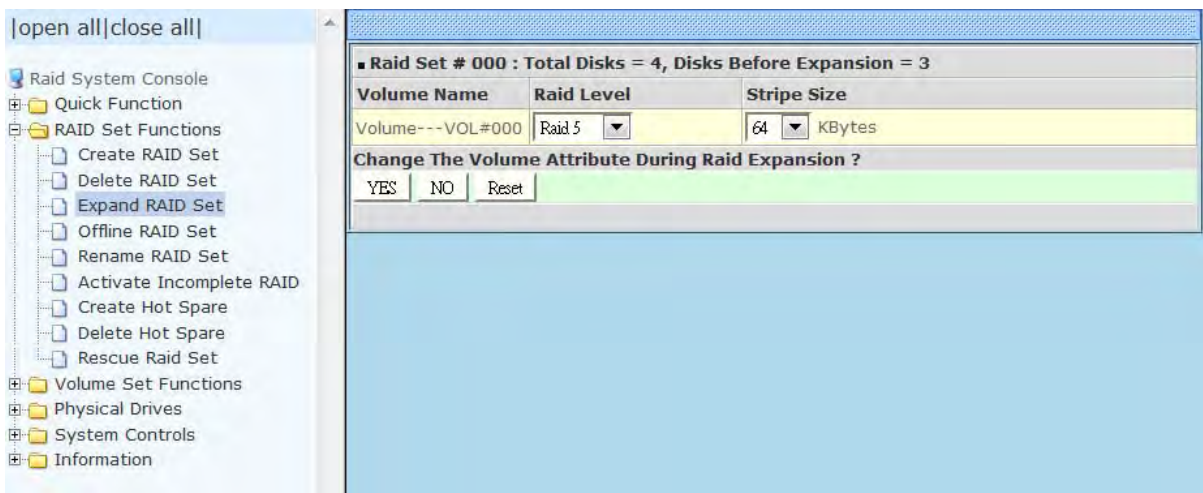 |open all|close all|
Raid System Console
Quick Function
RAID Set Functions
Create RAID Set
Delete RAID Set
Expand RAID Set
Offline RAID Set
Rename RAID Set
Activate Incomplete RAID
Create Hot Spare
Delete Hot Spare
Rescue Raid Set
Volume Set Functions
Physical Drives
System Controls
Information
Raid Set # 000 : Total Disks = 4, Disks Before Expansion = 3
Volume Name Raid Level Stripe Size
Volume---VOL#000 Raid 5 64 KBytes
Change The Volume Attribute During Raid Expansion ?
YES NO Reset